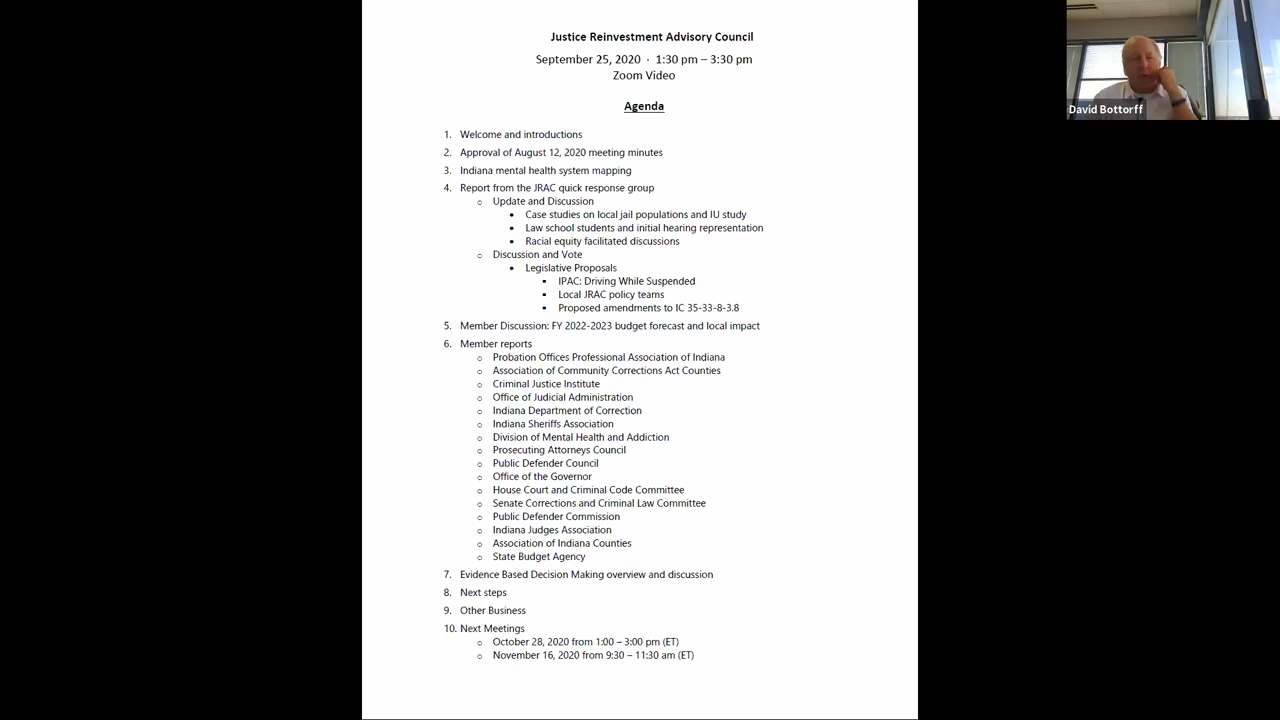 Justice Reinvestment Advisory Council
September 25, 2020 · 1:30 pm – 3:30 pm
Zoom Video
Agenda
1. Welcome and introductions
2. Approval of August 12, 2020 meeting minutes
3. Indiana mental health system mapping
4. Report from the JRAC quick response group
o Update and Discussion
• Case studies on local jail populations and IU study
• Law school students and initial hearing representation
• Racial equity facilitated discussions
o Discussion and Vote
• Legislative Proposals
▪ IPAC: Driving While Suspended
▪ Local JRAC policy teams
▪ Proposed amendments to IC 35-33-8-3.8
5. Member Discussion: FY 2022-2023 budget forecast and local impact
6. Member reports
o Probation Offices Professional Association of Indiana
o Association of Community Corrections Act Counties
o Criminal Justice Institute
o Office of Judicial Administration
o Indiana Department of Correction
o Indiana Sheriffs Association
o Division of Mental Health and Addiction
o Prosecuting Attorneys Council
o Public Defender Council
o Office of the Governor
o House Court and Criminal Code Committee
o Senate Corrections and Criminal Law Committee
o Public Defender Commission
o Indiana Judges Association
o Association of Indiana Counties
o State Budget Agency
7. Evidence Based Decision Making overview and discussion
8. Next steps
9. Other Business
10. Next Meetings
o October 28, 2020 from 1:00 – 3:00 pm (ET)
o November 16, 2020 from 9:30 – 11:30 am (ET)
David Bottorff